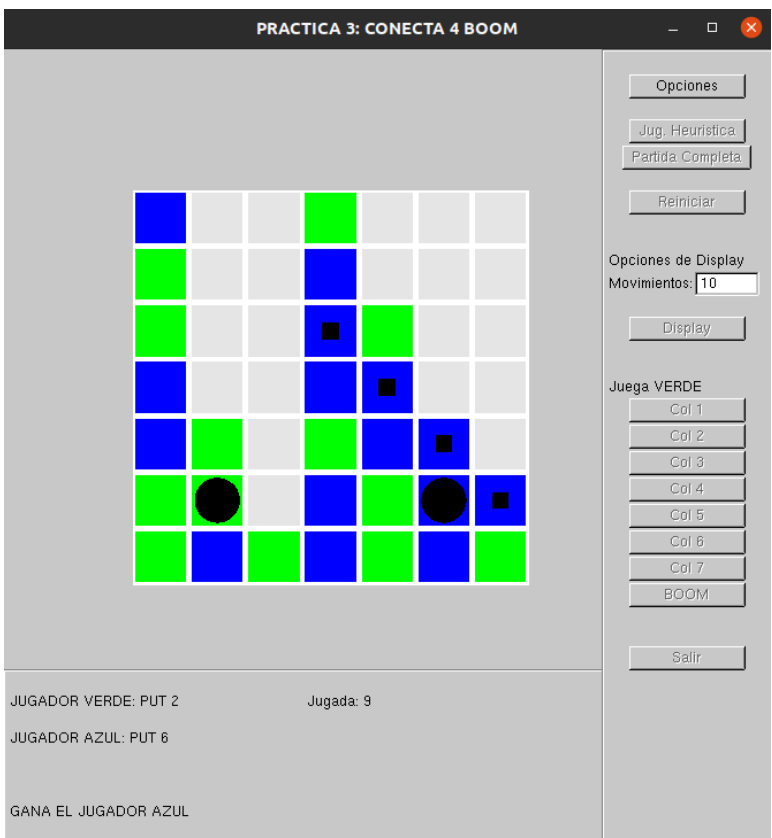 PRACTICA 3: CONECTA 4 BOOM
Opciones
Jug. Heuristica
Partida Completa
Reiniciar
Opciones de Display
Movimientos: 10
Display
Juega VERDE
Col 1
Col 2
Col 3
Col 4
Col 5
Col 6
Col 7
BOOM
Salir
JUGADOR VERDE: PUT 2 Jugada: 9
JUGADOR AZUL: PUT 6
GANA EL JUGADOR AZUL